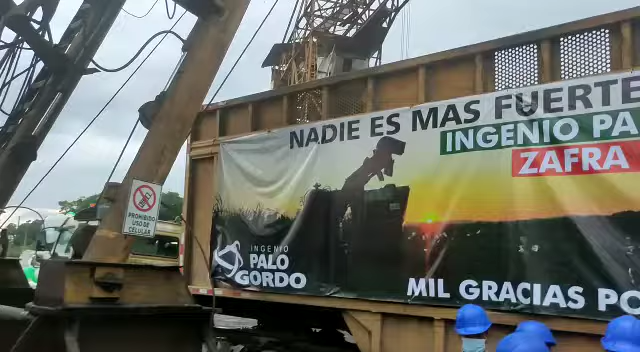 NADIE ES MAS FUERTE
INGENIO PA
ZAFRA
PROHIBIDO
USO DE
CELULAR
INGENIO
PALO
GORDO
MIL GRACIAS PO